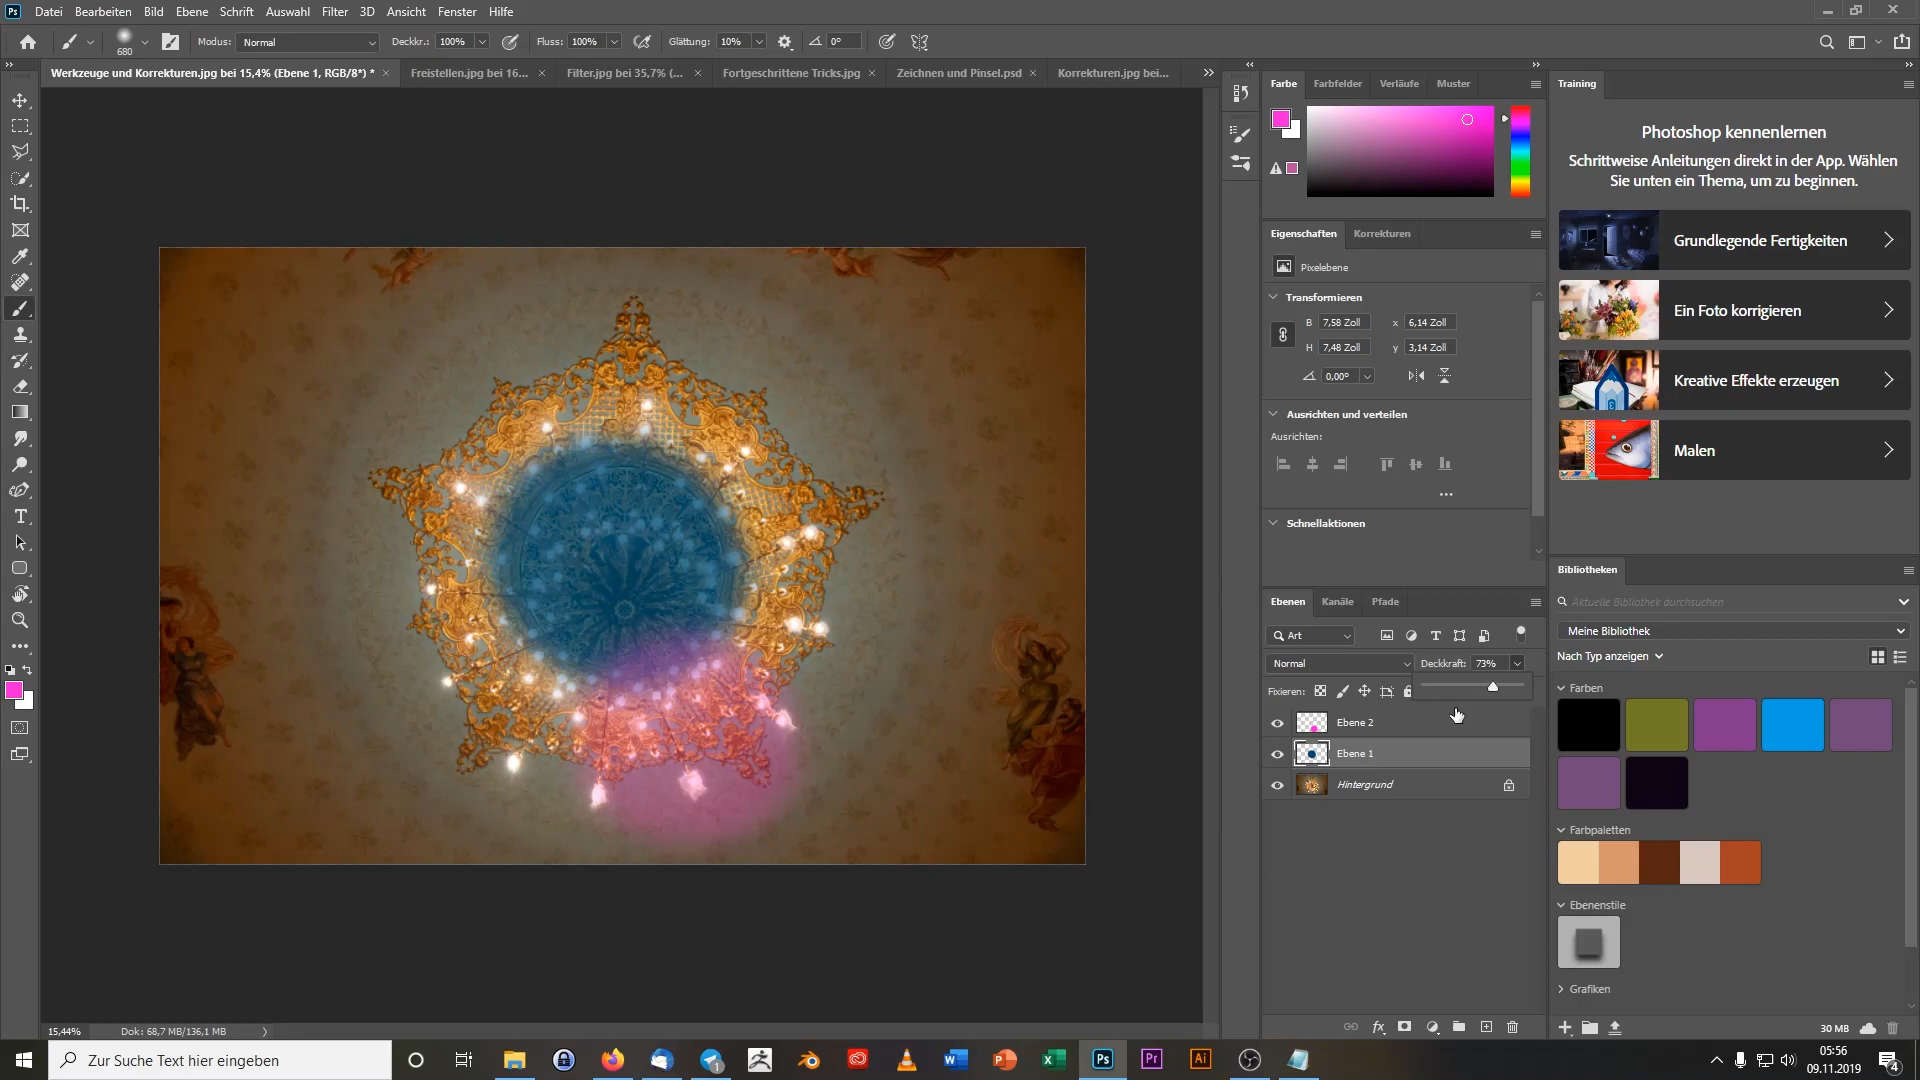 Ps Datei Bearbeiten Bild Ebene Schrift Auswahl Filter 3D Ansicht Fenster Hilfe
680 Modus: Normal Deckkr.: 100% Fluss: 100% Glättung: 10% 0°
Werkzeuge und Korrekturen.jpg bei 15,4% (Ebene 1, RGB/8*) * × Freistellen.jpg bei 16... × Filter.jpg bei 35,7% (... × Fortgeschrittene Tricks.jpg × Zeichnen und Pinsel.psd × Korrekturen.jpg bei...
Farbe Farbfelder Verläufe Muster
Eigenschaften Korrekturen
Pixelebene
Transformieren
B 7,58 Zoll x 6,14 Zoll
H 7,48 Zoll y 3,14 Zoll
0,00°
Ausrichten und verteilen
Ausrichten:
Schnellaktionen
Ebenen Kanäle Pfade
Art
Normal Deckkraft: 73%
Fixieren:
Ebene 2
Ebene 1
Hintergrund
fx
Training
Photoshop kennenlernen
Schrittweise Anleitungen direkt in der App. Wählen
Sie unten ein Thema, um zu beginnen.
Grundlegende Fertigkeiten
Ein Foto korrigieren
Kreative Effekte erzeugen
Malen
Bibliotheken
Aktuelle Bibliothek durchsuchen
Meine Bibliothek
Nach Typ anzeigen
Farben
Farbpaletten
Ebenenstile
Grafiken
30 MB
15,44% Dok: 68,7 MB/136,1 MB
Zur Suche Text hier eingeben
Ps Pr Ai
05:56
09.11.2019
4